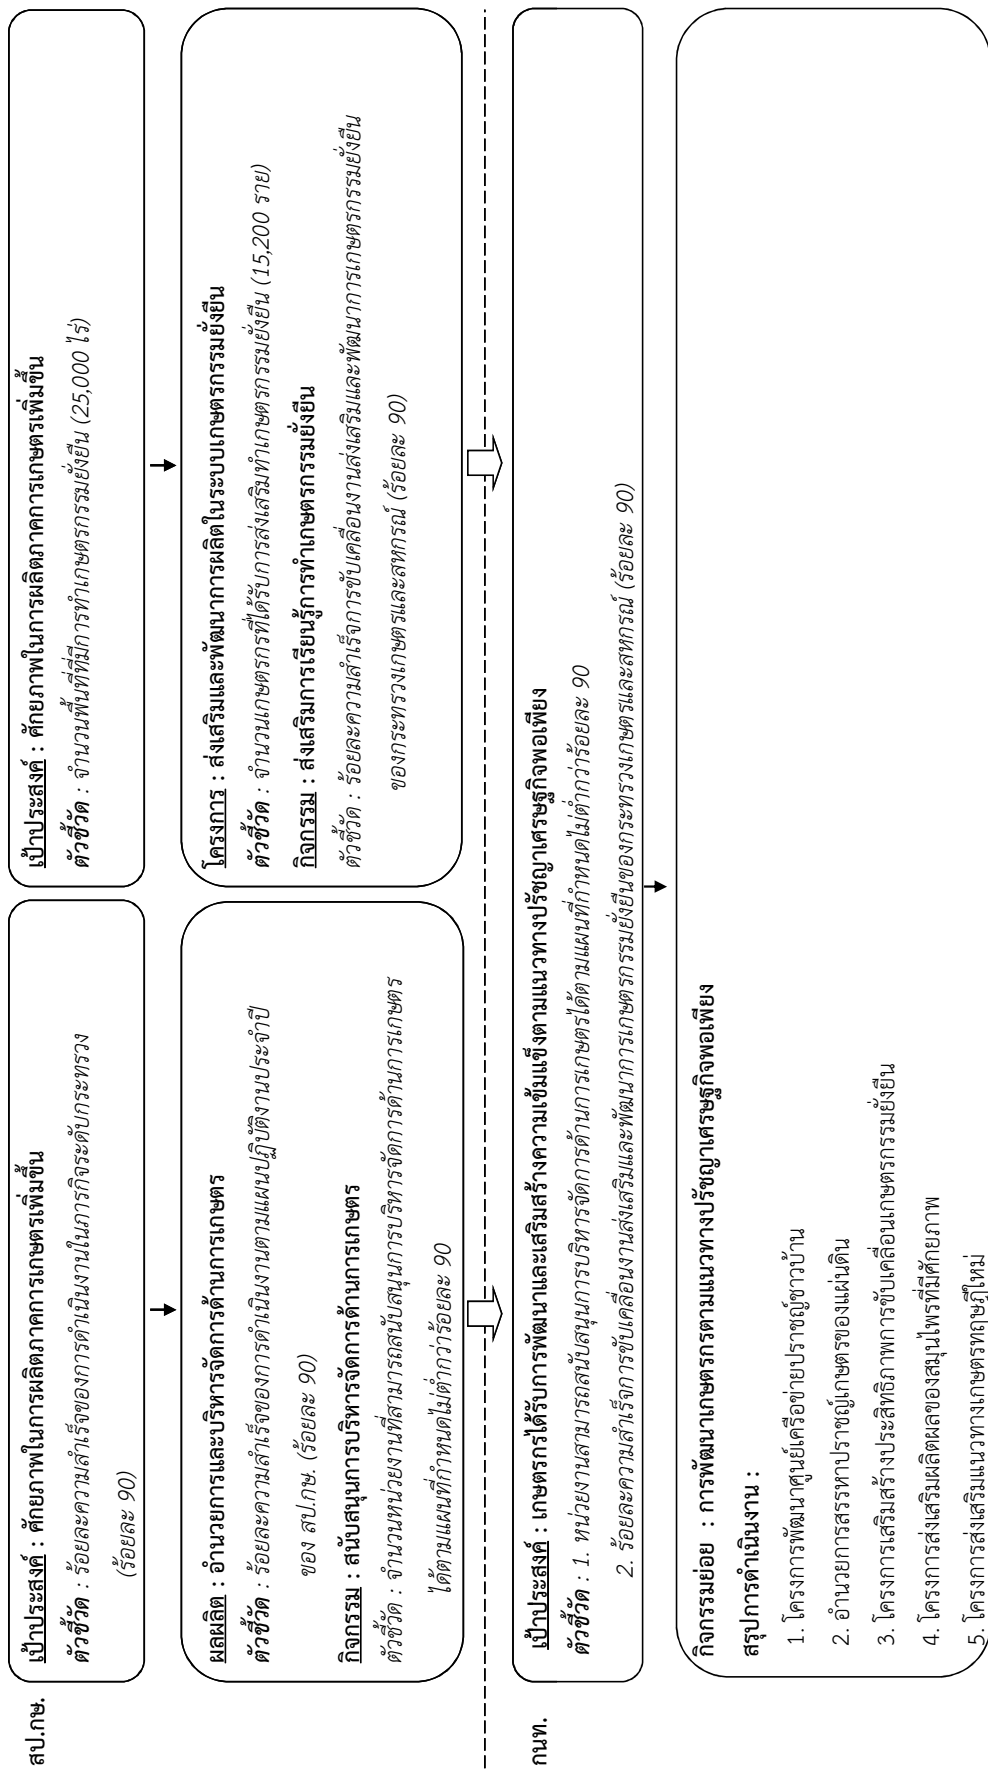 สป.กษ.
เป้าประสงค์ : ศักยภาพในการผลิตภาคการเกษตรเพิ่มขึ้น
ตัวชี้วัด : ร้อยละความสำเร็จของการดำเนินงานในภารกิจระดับกระทรวง
(ร้อยละ 90)
เป้าประสงค์ : ศักยภาพในการผลิตภาคการเกษตรเพิ่มขึ้น
ตัวชี้วัด : จำนวนพื้นที่ที่มีการทำเกษตรกรรมยั่งยืน (25,000 ไร่)
ผลผลิต : อำนวยการและบริหารจัดการด้านการเกษตร
ตัวชี้วัด : ร้อยละความสำเร็จของการดำเนินงานตามแผนปฏิบัติงานประจำปี
ของ สป.กษ. (ร้อยละ 90)
กิจกรรม : สนับสนุนการบริหารจัดการด้านการเกษตร
ตัวชี้วัด : จำนวนหน่วยงานที่สามารถสนับสนุนการบริหารจัดการด้านการเกษตร
ได้ตามแผนที่กำหนดไม่ต่ำกว่าร้อยละ 90
โครงการ : ส่งเสริมและพัฒนาการผลิตในระบบเกษตรกรรมยั่งยืน
ตัวชี้วัด : จำนวนเกษตรกรที่ได้รับการส่งเสริมทำเกษตรกรรมยั่งยืน (15,200 ราย)
กิจกรรม : ส่งเสริมการเรียนรู้การทำเกษตรกรรมยั่งยืน
ตัวชี้วัด : ร้อยละความสำเร็จการขับเคลื่อนงานส่งเสริมและพัฒนาการเกษตรกรรมยั่งยืน
ของกระทรวงเกษตรและสหกรณ์ (ร้อยละ 90)
กนท.
เป้าประสงค์ : เกษตรกรได้รับการพัฒนาและเสริมสร้างความเข้มแข็งตามแนวทางปรัชญาเศรษฐกิจพอเพียง
ตัวชี้วัด : 1. หน่วยงานสามารถสนับสนุนการบริหารจัดการด้านการเกษตรได้ตามแผนที่กำหนดไม่ต่ำกว่าร้อยละ 90
2. ร้อยละความสำเร็จการขับเคลื่อนงานส่งเสริมและพัฒนาการเกษตรกรรมยั่งยืนของกระทรวงเกษตรและสหกรณ์ (ร้อยละ 90)
กิจกรรมย่อย : การพัฒนาเกษตรกรตามแนวทางปรัชญาเศรษฐกิจพอเพียง
สรุปการดำเนินงาน :
1. โครงการพัฒนาศูนย์เครือข่ายปราชญ์ชาวบ้าน
2. อำนวยการสรรหาปราชญ์เกษตรของแผ่นดิน
3. โครงการเสริมสร้างประสิทธิภาพการขับเคลื่อนเกษตรกรรมยั่งยืน
4. โครงการส่งเสริมผลิตผลของสมุนไพรที่มีศักยภาพ
5. โครงการส่งเสริมแนวทางเกษตรทฤษฎีใหม่